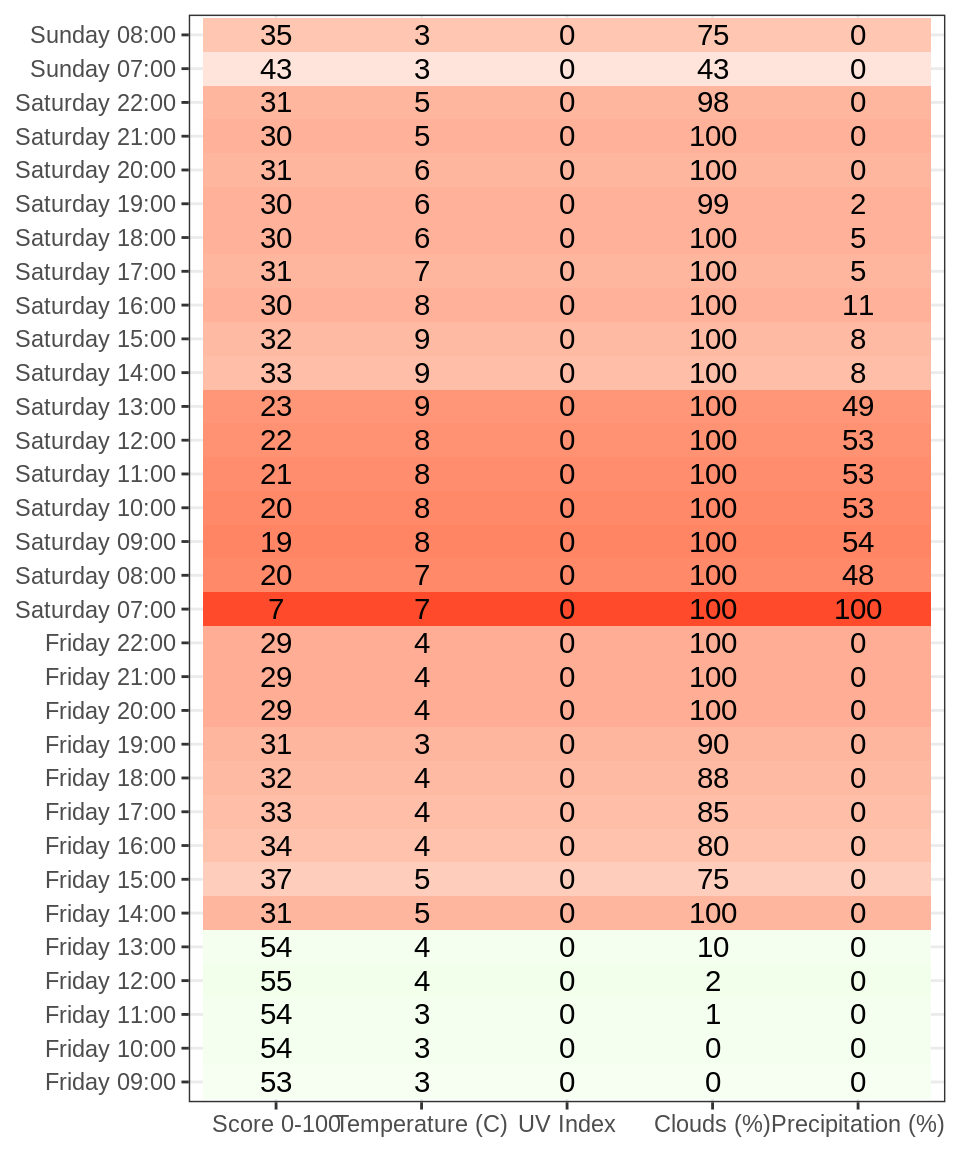 Sunday 08:00 35 3 0 75 0
Sunday 07:00 43 3 0 43 0
Saturday 22:00 31 5 0 98 0
Saturday 21:00 30 5 0 100 0
Saturday 20:00 31 6 0 100 0
Saturday 19:00 30 6 0 99 2
Saturday 18:00 30 6 0 100 5
Saturday 17:00 31 7 0 100 5
Saturday 16:00 30 8 0 100 11
Saturday 15:00 32 9 0 100 8
Saturday 14:00 33 9 0 100 8
Saturday 13:00 23 9 0 100 49
Saturday 12:00 22 8 0 100 53
Saturday 11:00 21 8 0 100 53
Saturday 10:00 20 8 0 100 53
Saturday 09:00 19 8 0 100 54
Saturday 08:00 20 7 0 100 48
Saturday 07:00 7 7 0 100 100
Friday 22:00 29 4 0 100 0
Friday 21:00 29 4 0 100 0
Friday 20:00 29 4 0 100 0
Friday 19:00 31 3 0 90 0
Friday 18:00 32 4 0 88 0
Friday 17:00 33 4 0 85 0
Friday 16:00 34 4 0 80 0
Friday 15:00 37 5 0 75 0
Friday 14:00 31 5 0 100 0
Friday 13:00 54 4 0 10 0
Friday 12:00 55 4 0 2 0
Friday 11:00 54 3 0 1 0
Friday 10:00 54 3 0 0 0
Friday 09:00 53 3 0 0 0
Score 0-100 Temperature (C) UV Index Clouds (%) Precipitation (%)